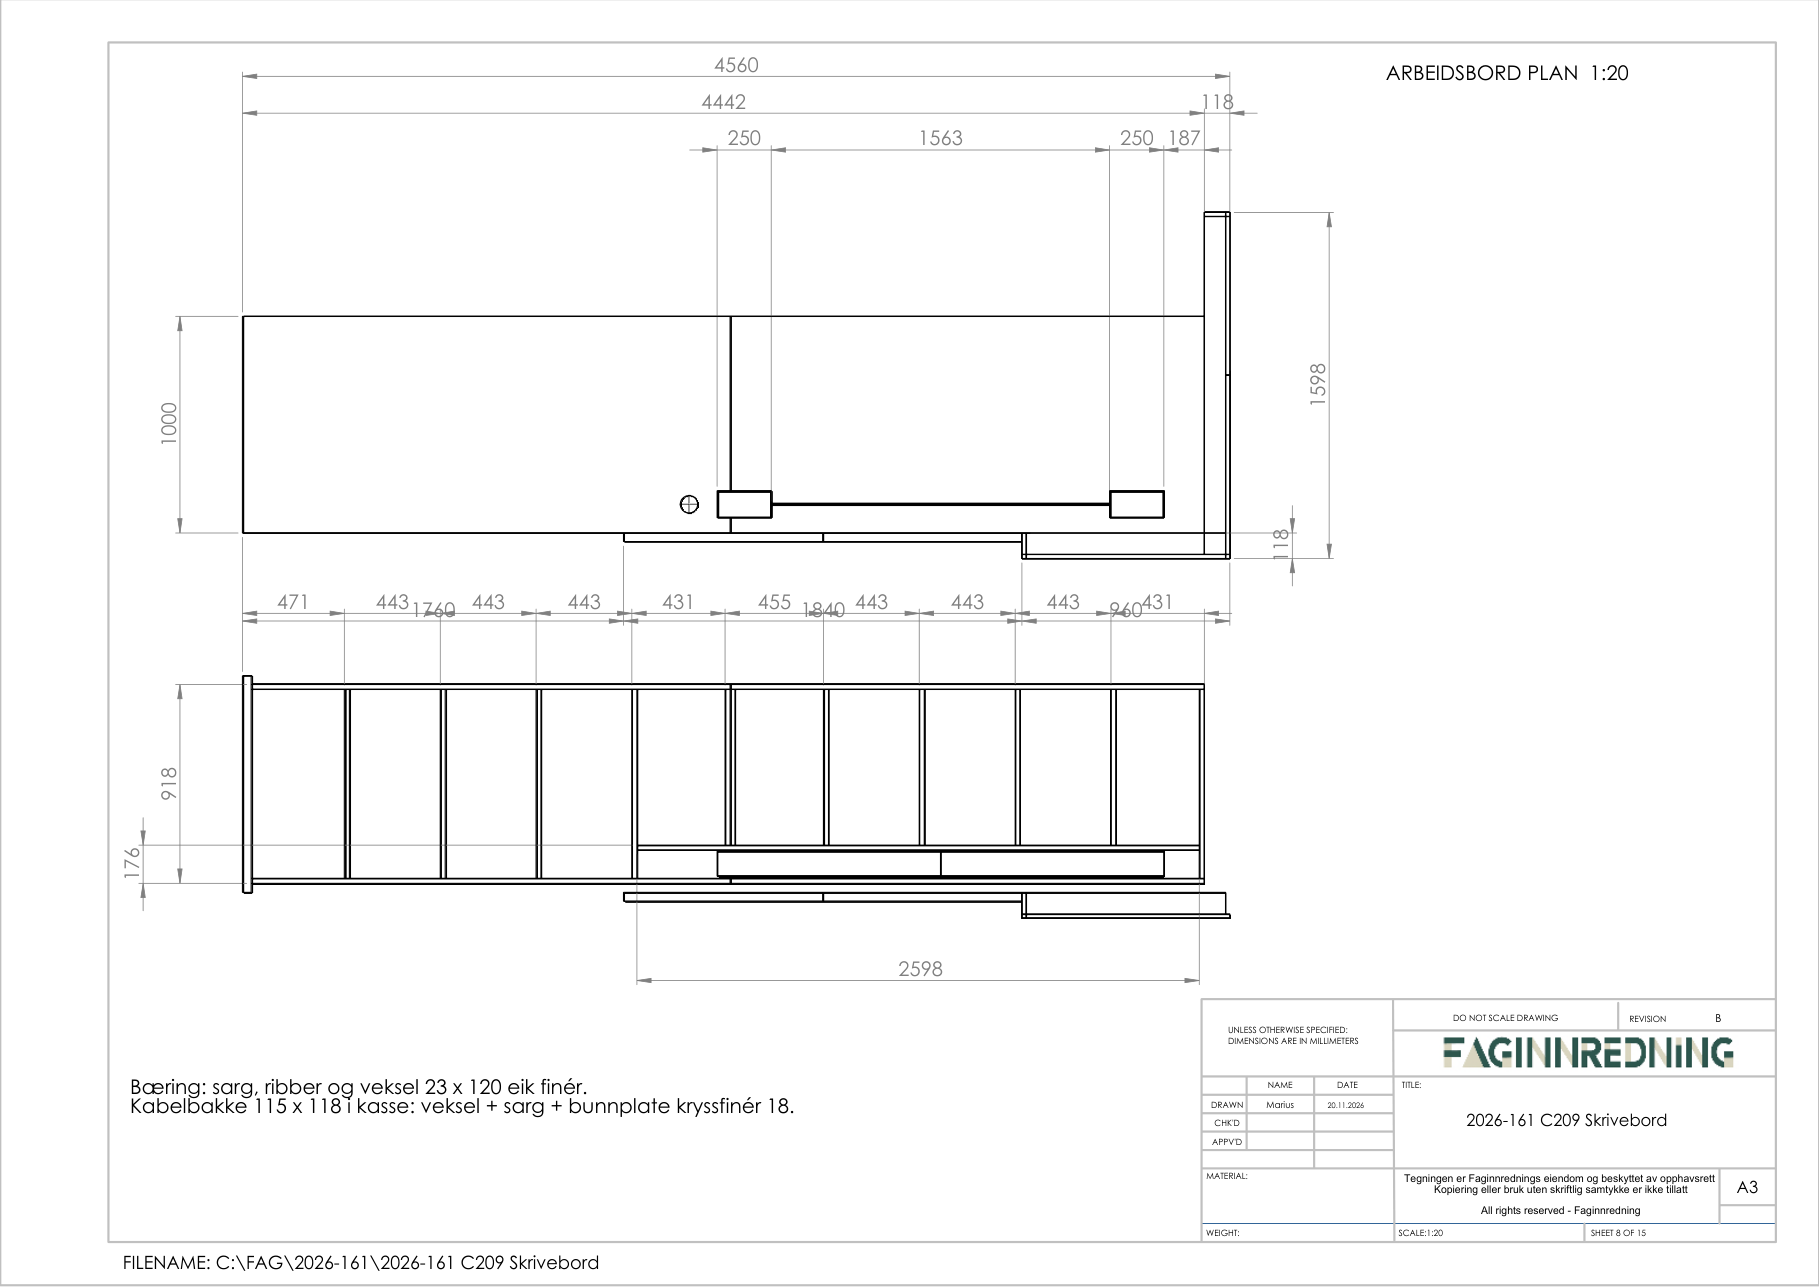 ARBEIDSBORD PLAN 1:20
4560
4442
118
250
1563
250
187
1598
1000
118
471
443
443
443
431
455
443
443
443
431
1760
1840
960
918
176
2598
Bæring: sarg, ribber og veksel 23 x 120 eik finér.
Kabelbakke 115 x 118 i kasse: veksel + sarg + bunnplate kryssfinér 18.
UNLESS OTHERWISE SPECIFIED:
DIMENSIONS ARE IN MILLIMETERS
DO NOT SCALE DRAWING
REVISION B
FAGINNREDNiNG
NAME DATE
DRAWN Marius 20.11.2026
CHK'D
APPV'D
TITLE:
2026-161 C209 Skrivebord
MATERIAL:
Tegningen er Faginnrednings eiendom og beskyttet av opphavsrett
Kopiering eller bruk uten skriftlig samtykke er ikke tillatt
All rights reserved - Faginnredning
A3
WEIGHT:
SCALE:1:20
SHEET 8 OF 15
FILENAME: C:\FAG\2026-161\2026-161 C209 Skrivebord